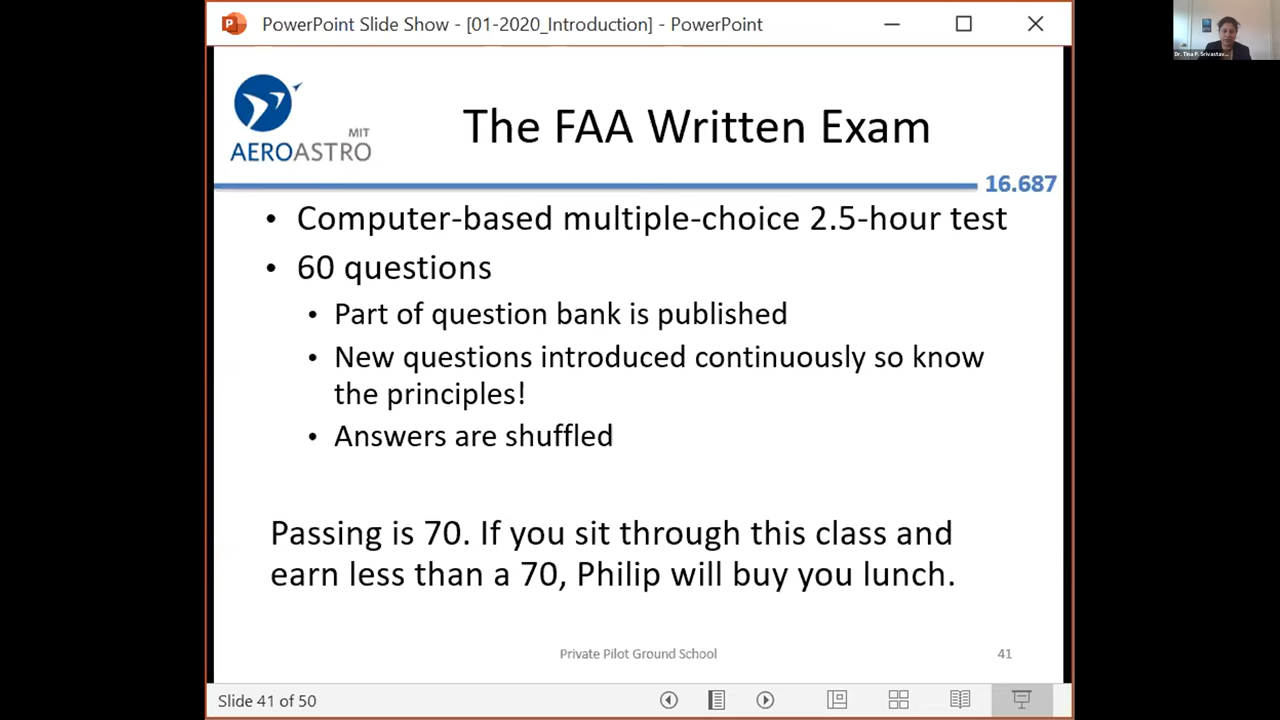 PowerPoint Slide Show - [01-2020_Introduction] - PowerPoint
Dr. Tina P. Srivastav...
MIT
AEROASTRO
The FAA Written Exam
16.687
• Computer-based multiple-choice 2.5-hour test
• 60 questions
• Part of question bank is published
• New questions introduced continuously so know
the principles!
• Answers are shuffled
Passing is 70. If you sit through this class and
earn less than a 70, Philip will buy you lunch.
Private Pilot Ground School
41
Slide 41 of 50